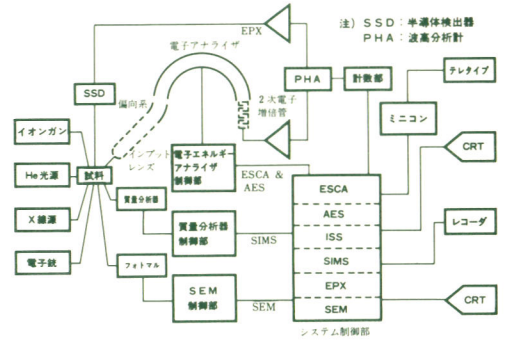 EPX
注) SSD：半導体検出器
PHA：波高分析計
電子アナライザ
PHA
計数部
テレタイプ
SSD
偏向系
2次電子
増倍管
ミニコン
イオンガン
インプット
レンズ
電子エネルギー
アナライザ
制御部
ESCA &
AES
CRT
He光源
試料
ESCA
質量分析器
AES
X線源
質量分析器
制御部
SIMS
ISS
レコーダ
SIMS
電子銃
フォトマル
EPX
SEM
制御部
SEM
SEM
CRT
システム制御部